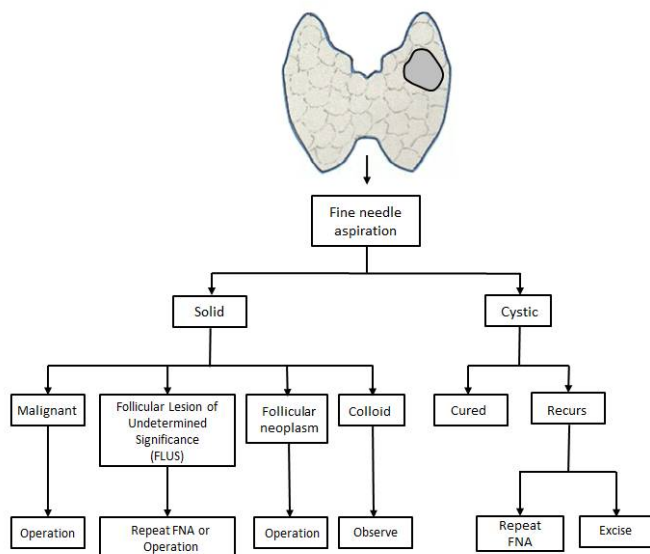 Fine needle
aspiration
Solid
Cystic
Malignant
Follicular Lesion of
Undetermined
Significance
(FLUS)
Follicular
neoplasm
Colloid
Cured
Recurs
Operation
Repeat FNA or
Operation
Operation
Observe
Repeat
FNA
Excise